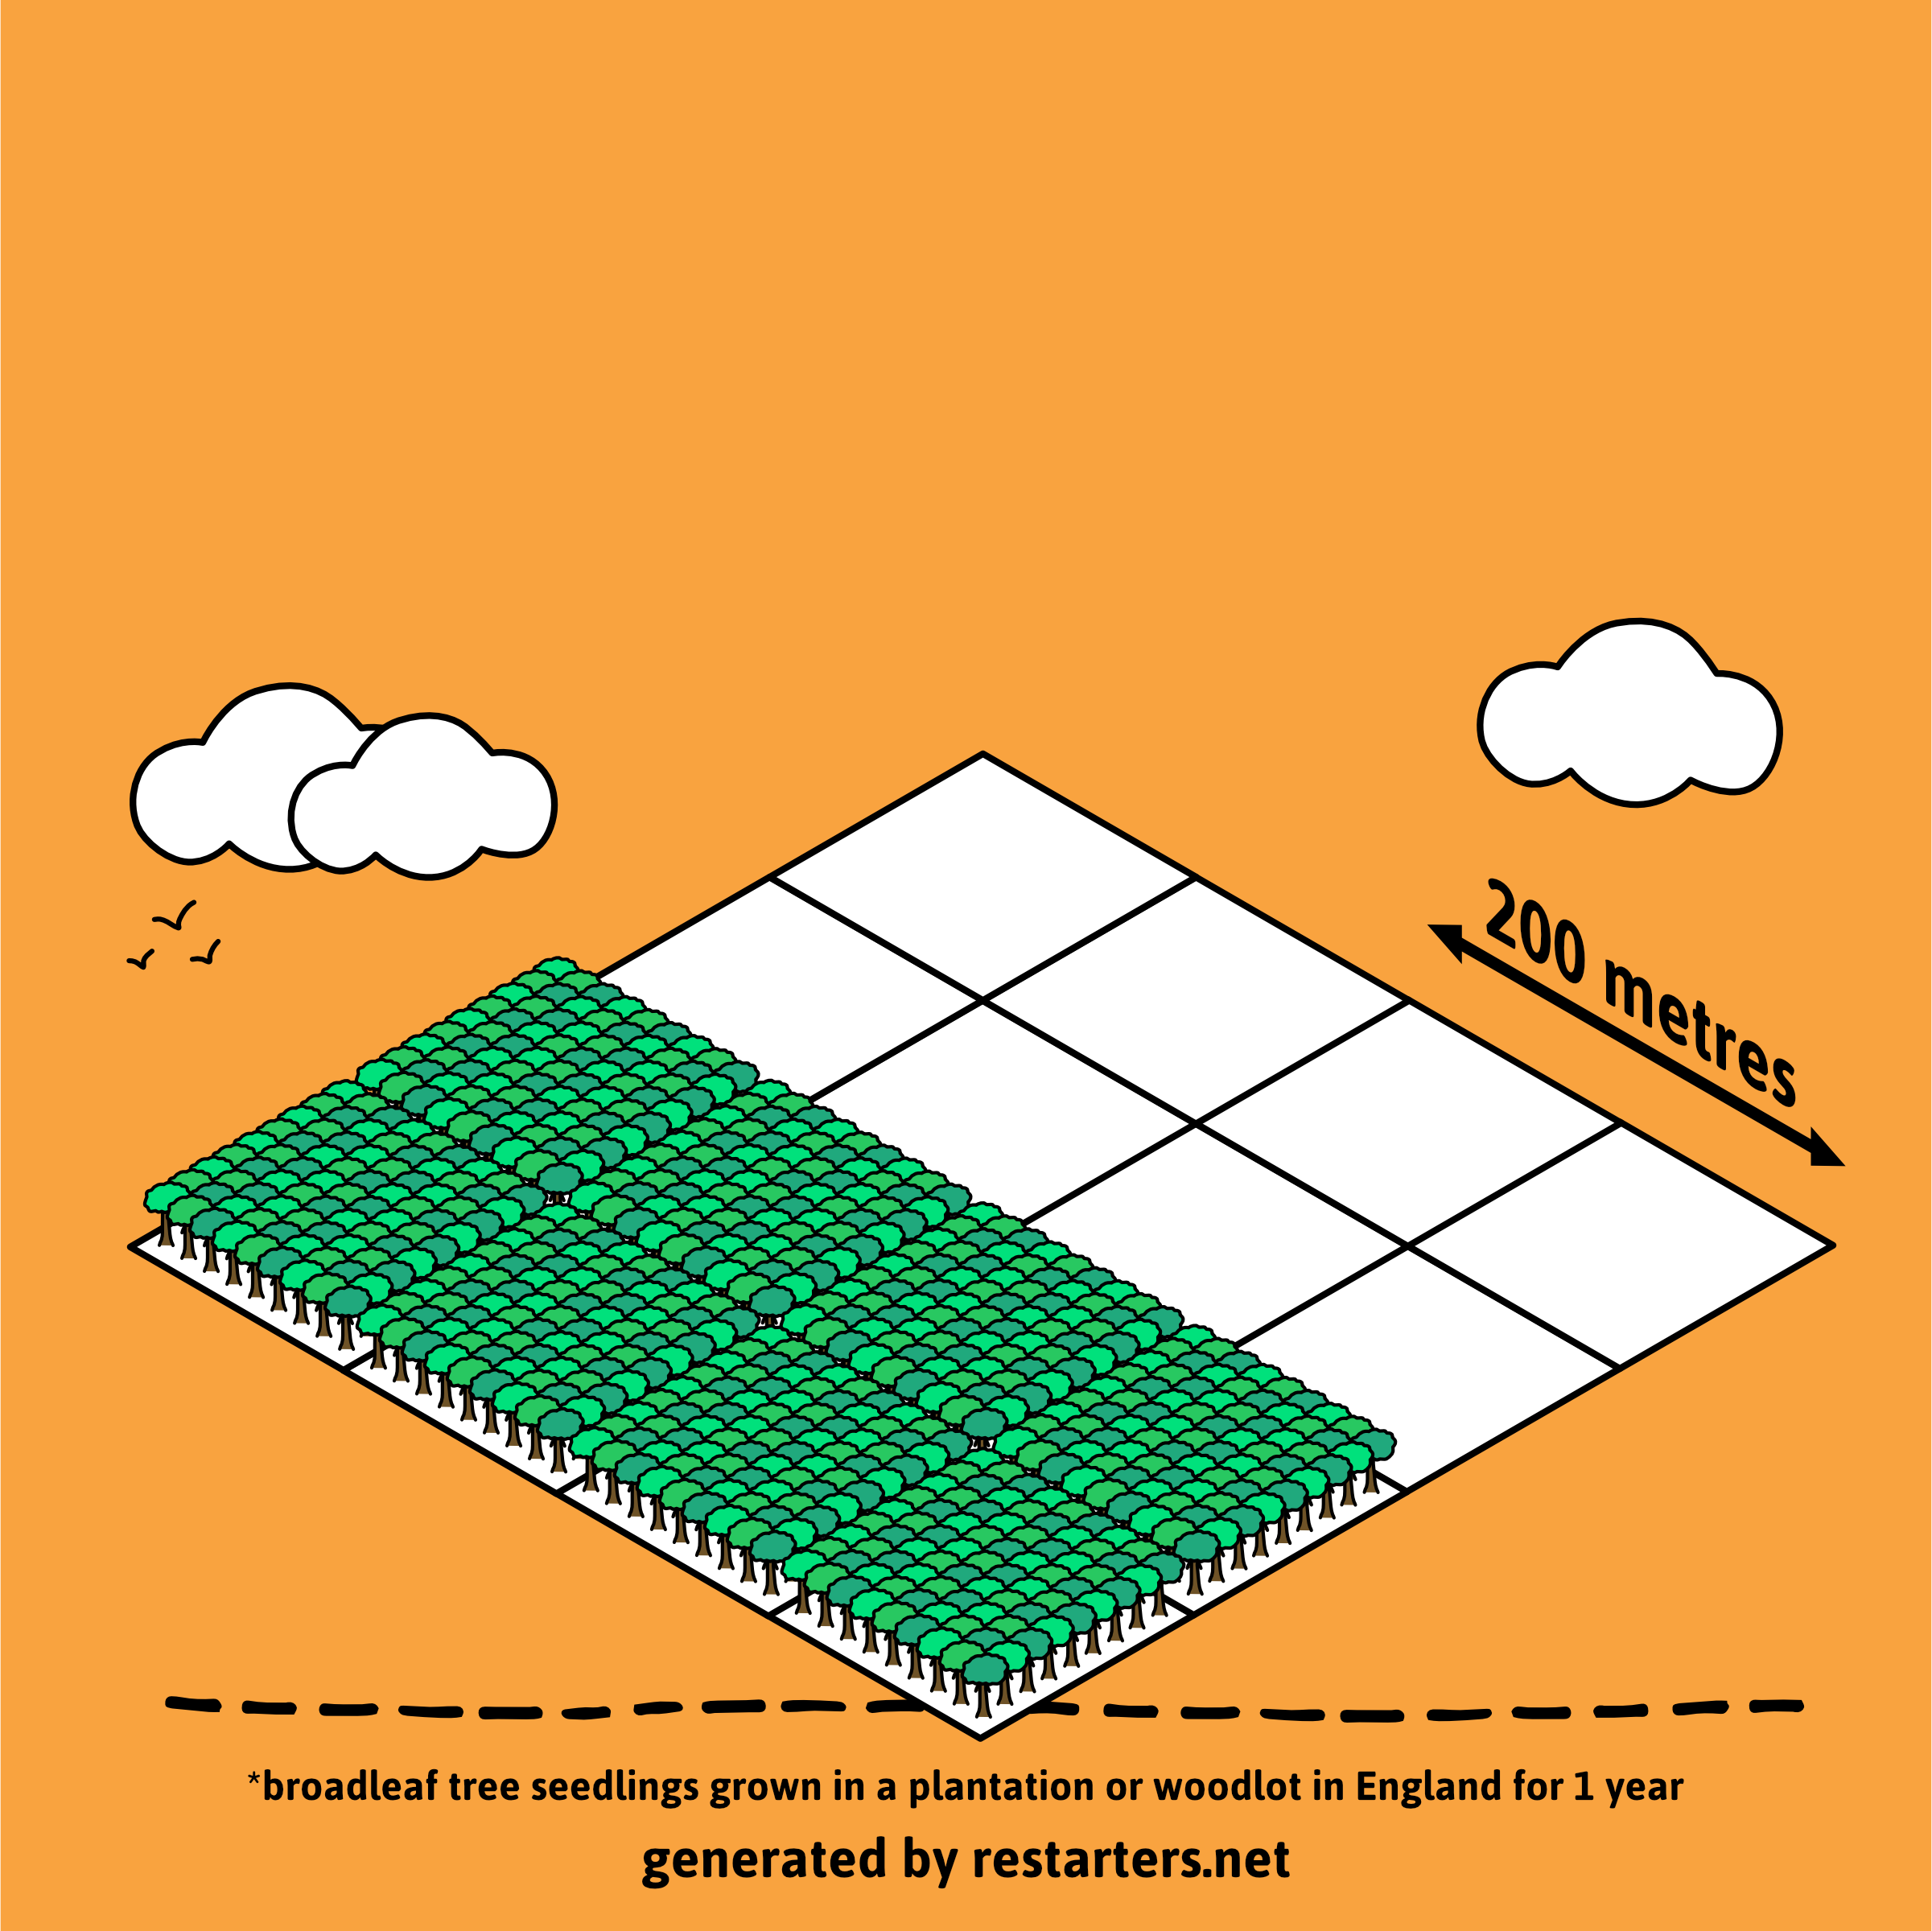 200 metres
*broadleaf tree seedlings grown in a plantation or woodlot in England for 1 year
generated by restarters.net